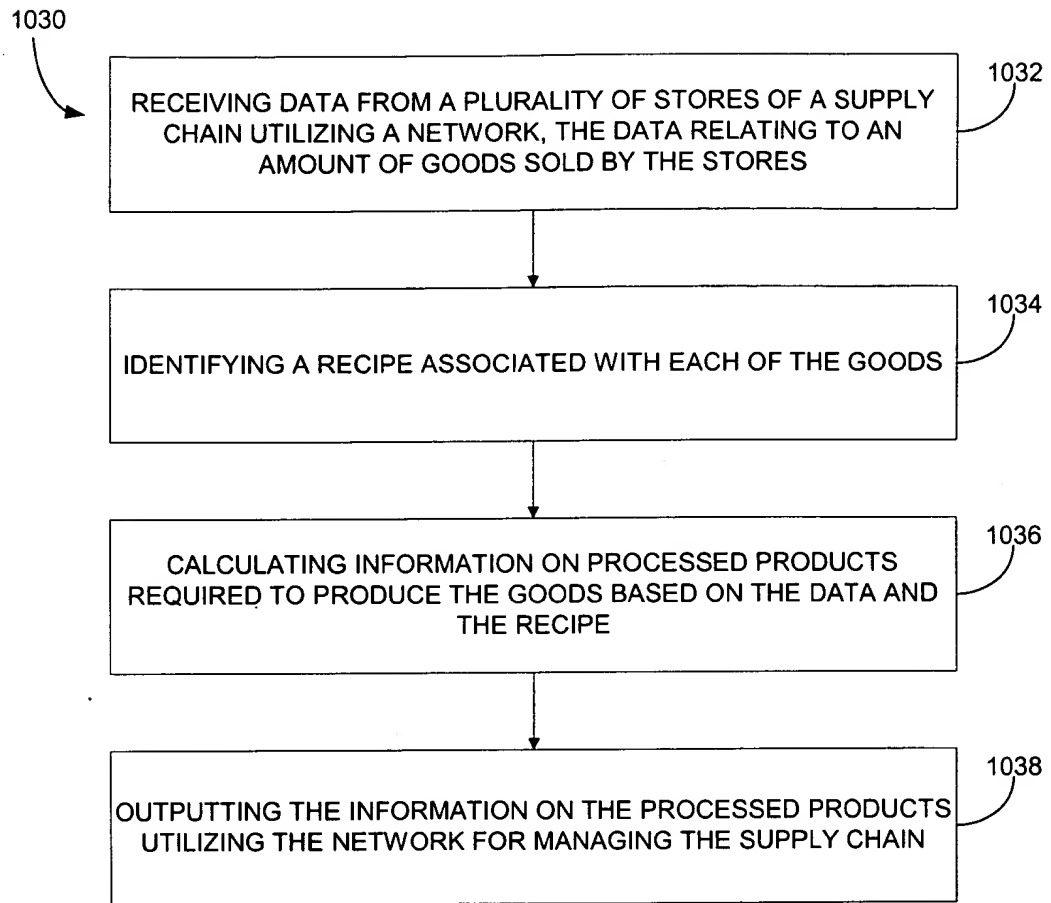 1030
1032
RECEIVING DATA FROM A PLURALITY OF STORES OF A SUPPLY
CHAIN UTILIZING A NETWORK, THE DATA RELATING TO AN
AMOUNT OF GOODS SOLD BY THE STORES
1034
IDENTIFYING A RECIPE ASSOCIATED WITH EACH OF THE GOODS
1036
CALCULATING INFORMATION ON PROCESSED PRODUCTS
REQUIRED TO PRODUCE THE GOODS BASED ON THE DATA AND
THE RECIPE
1038
OUTPUTTING THE INFORMATION ON THE PROCESSED PRODUCTS
UTILIZING THE NETWORK FOR MANAGING THE SUPPLY CHAIN